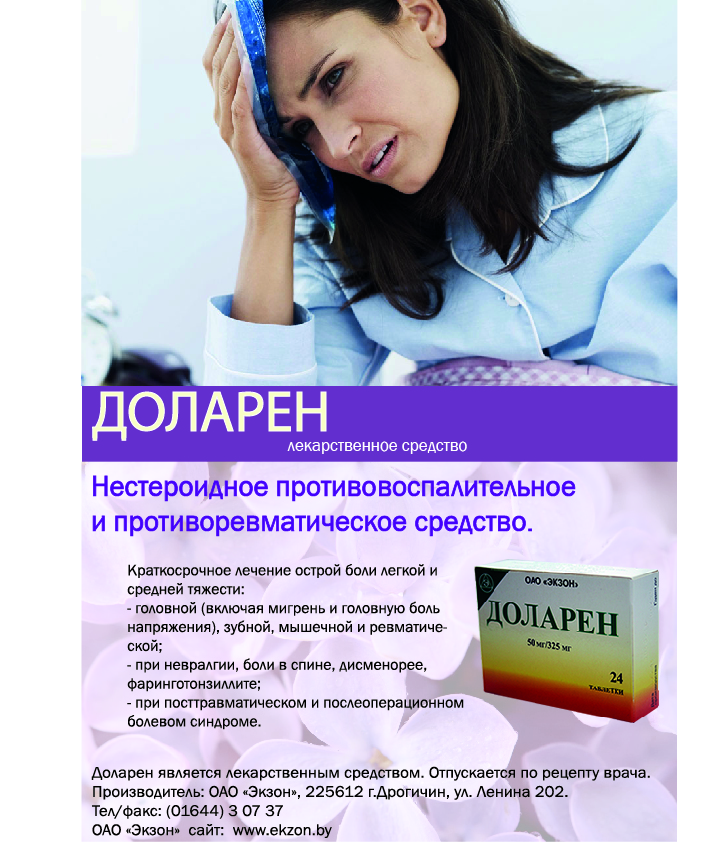 ДОЛАРЕН
лекарственное средство
Нестероидное противовоспалительное
и противоревматическое средство.
Краткосрочное лечение острой боли легкой и
средней тяжести:
- головной (включая мигрень и головную боль
напряжения), зубной, мышечной и ревматиче-
ской;
- при невралгии, боли в спине, дисменорее,
фаринготонзиллите;
- при посттравматическом и послеоперационном
болевом синдроме.
ОАО «ЭКЗОН»
ДОЛАРЕН
50 мг/325 мг
24
ТАБЛЕТКИ
Доларен является лекарственным средством. Отпускается по рецепту врача.
Производитель: ОАО «Экзон», 225612 г.Дрогичин, ул. Ленина 202.
Тел/факс: (01644) 3 07 37
ОАО «Экзон»  сайт:  www.ekzon.by